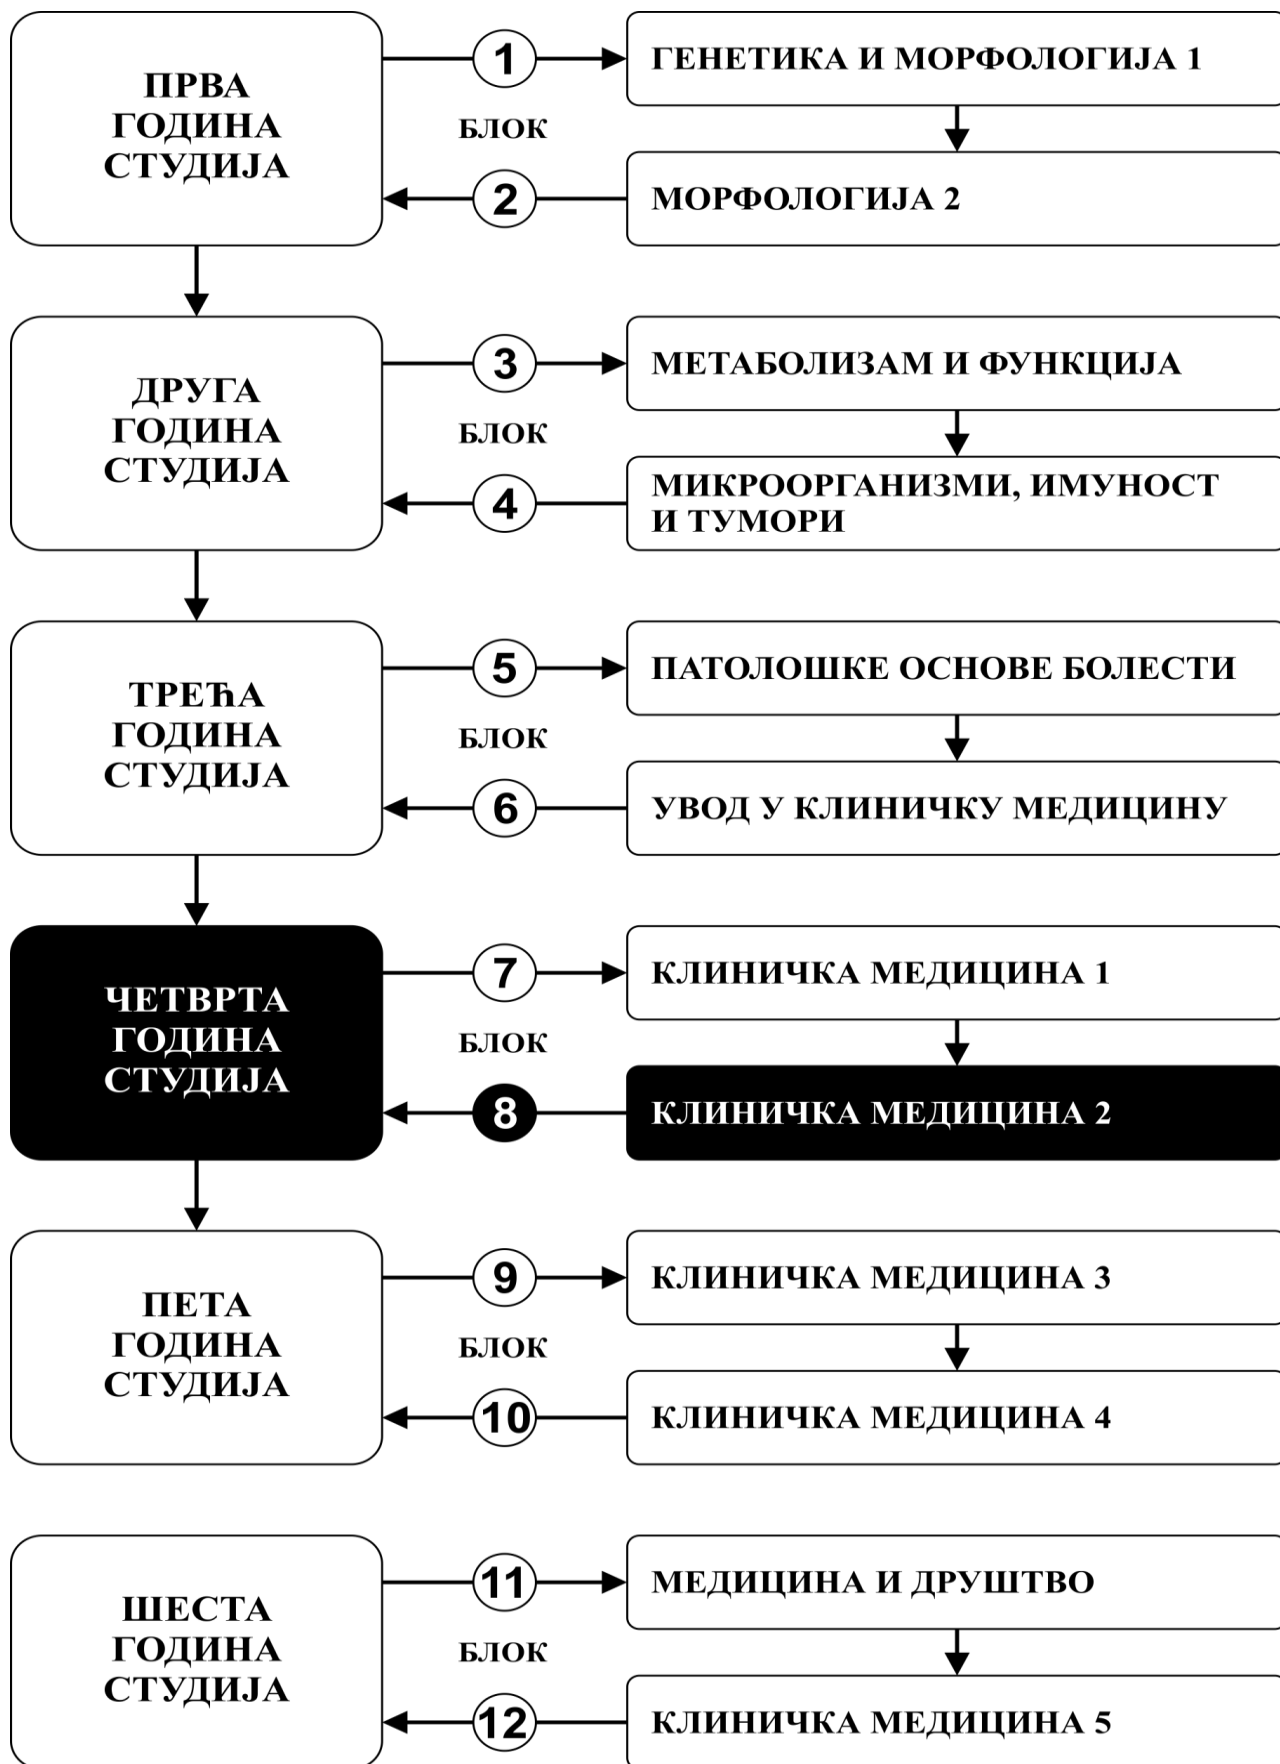 ПРВА
ГОДИНА
СТУДИЈА
1
БЛОК
2
ГЕНЕТИКА И МОРФОЛОГИЈА 1
МОРФОЛОГИЈА 2
ДРУГА
ГОДИНА
СТУДИЈА
3
БЛОК
4
МЕТАБОЛИЗАМ И ФУНКЦИЈА
МИКРООРГАНИЗМИ, ИМУНОСТ
И ТУМОРИ
ТРЕЋА
ГОДИНА
СТУДИЈА
5
БЛОК
6
ПАТОЛОШКЕ ОСНОВЕ БОЛЕСТИ
УВОД У КЛИНИЧКУ МЕДИЦИНУ
ЧЕТВРТА
ГОДИНА
СТУДИЈА
7
БЛОК
8
КЛИНИЧКА МЕДИЦИНА 1
КЛИНИЧКА МЕДИЦИНА 2
ПЕТА
ГОДИНА
СТУДИЈА
9
БЛОК
10
КЛИНИЧКА МЕДИЦИНА 3
КЛИНИЧКА МЕДИЦИНА 4
ШЕСТА
ГОДИНА
СТУДИЈА
11
БЛОК
12
МЕДИЦИНА И ДРУШТВО
КЛИНИЧКА МЕДИЦИНА 5